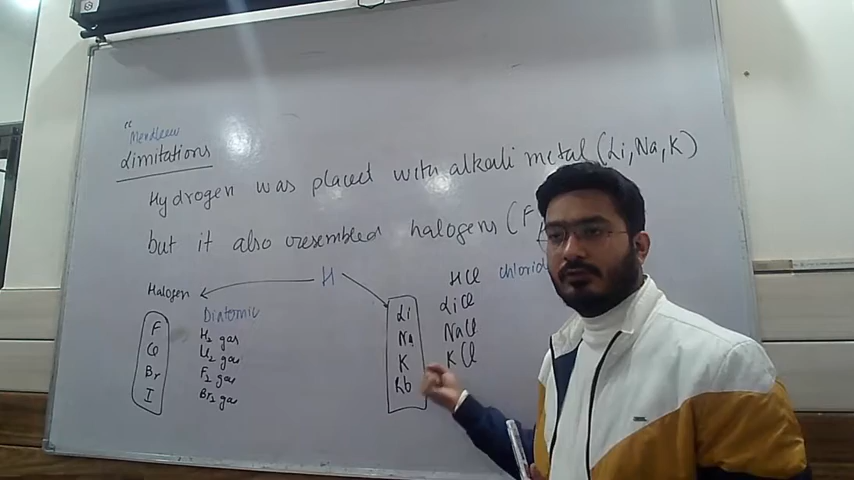 "Mendleev
Limitations
Hydrogen was placed with alkali metal (Li, Na, K)
but it also resembled halogens (F
H
Halogen
F
Cl
Br
I
Diatomic
H2 gas
Cl2 gas
F2 gas
Br2 gas
Li
Na
K
Rb
HCl chlorid
LiCl
NaCl
KCl